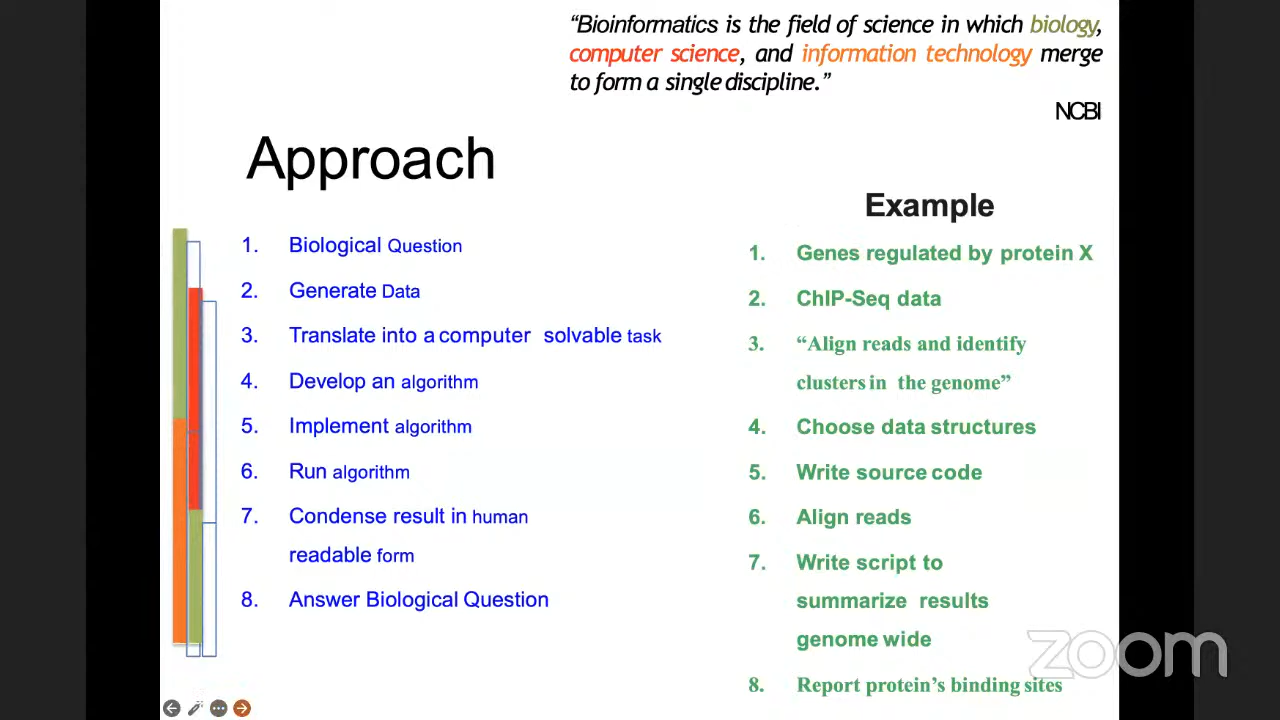 “Bioinformatics is the field of science in which biology,
computer science, and information technology merge
to form a single discipline.”
NCBI
Approach
1. Biological Question
2. Generate Data
3. Translate into a computer solvable task
4. Develop an algorithm
5. Implement algorithm
6. Run algorithm
7. Condense result in human
readable form
8. Answer Biological Question
Example
1. Genes regulated by protein X
2. ChIP-Seq data
3. “Align reads and identify
clusters in the genome”
4. Choose data structures
5. Write source code
6. Align reads
7. Write script to
summarize results
genome wide
8. Report protein’s binding sites
zoom